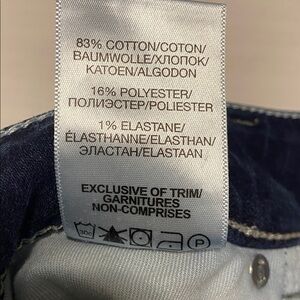 83% COTTON/COTON/
BAUMWOLLE/ХЛОПОК/
KATOEN/ALGODON
16% POLYESTER/
ПОЛИЭСТЕР/POLIESTER
1% ELASTANE/
ÉLASTHANNE/ELASTHAN/
ЭЛАСТАН/ELASTAAN
EXCLUSIVE OF TRIM/
GARNITURES
NON-COMPRISES
30c P